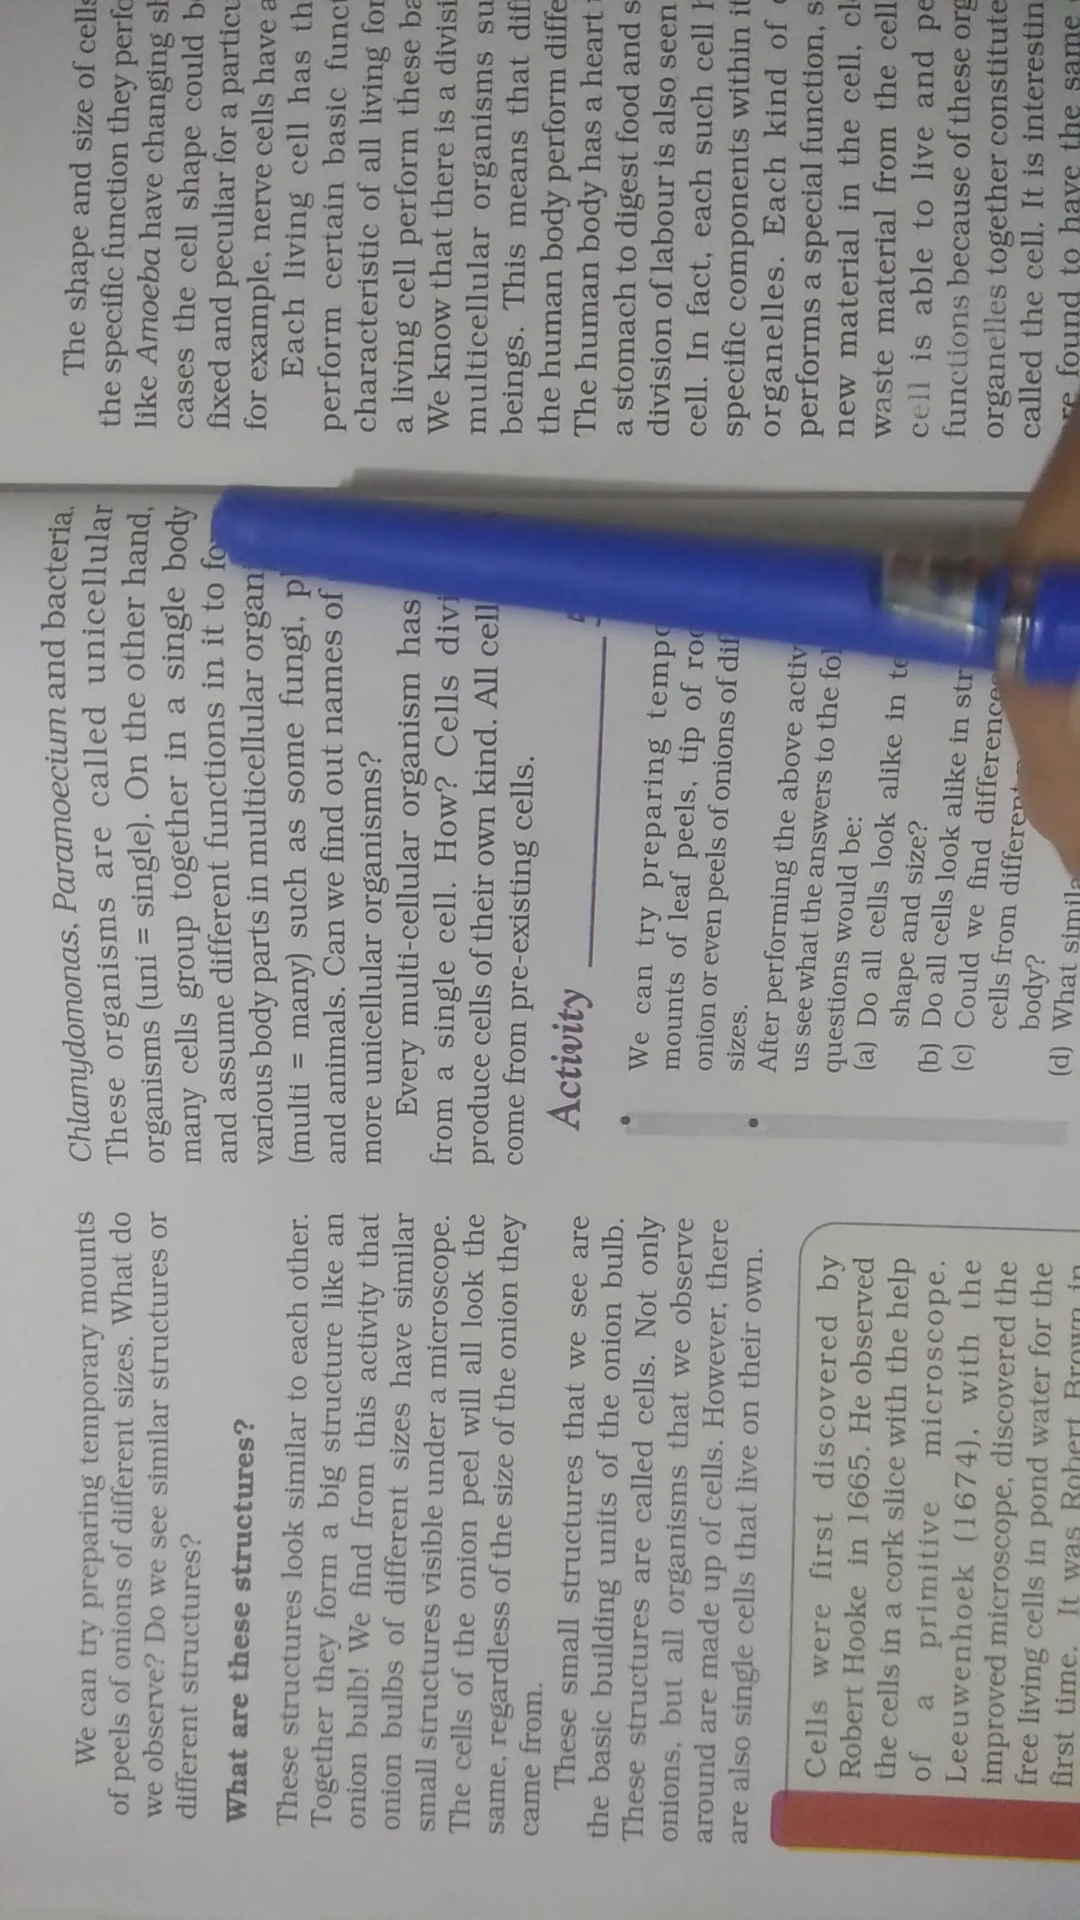 We can try preparing temporary mounts
of peels of onions of different sizes. What do
we observe? Do we see similar structures or
different structures?
What are these structures?
These structures look similar to each other.
Together they form a big structure like an
onion bulb! We find from this activity that
onion bulbs of different sizes have similar
small structures visible under a microscope.
The cells of the onion peel will all look the
same, regardless of the size of the onion they
came from.
These small structures that we see are
the basic building units of the onion bulb.
These structures are called cells. Not only
onions, but all organisms that we observe
around are made up of cells. However, there
are also single cells that live on their own.
Cells were first discovered by
Robert Hooke in 1665. He observed
the cells in a cork slice with the help
of a primitive microscope.
Leeuwenhoek (1674), with the
improved microscope, discovered the
free living cells in pond water for the
first time. It was Robert Brown in
Chlamydomonas, Paramoecium and bacteria.
These organisms are called unicellular
organisms (uni = single). On the other hand,
many cells group together in a single body
and assume different functions in it to
various body parts in multicellular
(multi = many) such as some fungi,
and animals. Can we find out names of
more unicellular organisms?
Every multi-cellular organism has
from a single cell. How? Cells
produce cells of their own kind. All
come from pre-existing cells.
Activity
We can try preparing
mounts of leaf peels, tip of
onion or even peels of onions of
sizes.
After performing the above
us see what the answers to the
questions would be:
(a) Do all cells look alike in
shape and size?
(b) Do all cells look alike in
(c) Could we find
cells from
body?
(d) What
The shape and size of cells
the specific function they
like Amoeba have changing
cases the cell shape could
fixed and peculiar for a
for example, nerve cells have a
Each living cell has
perform certain basic
characteristic of all living
a living cell perform these
We know that there is a
multicellular organisms
beings. This means that
the human body perform
The human body has a heart
a stomach to digest food and
division of labour is also seen
cell. In fact, each such cell
specific components within
organelles. Each kind of
performs a special function,
new material in the cell,
waste material from the cell
cell is able to live and
functions because of these
organelles together constitute
called the cell. It is
found to have the same